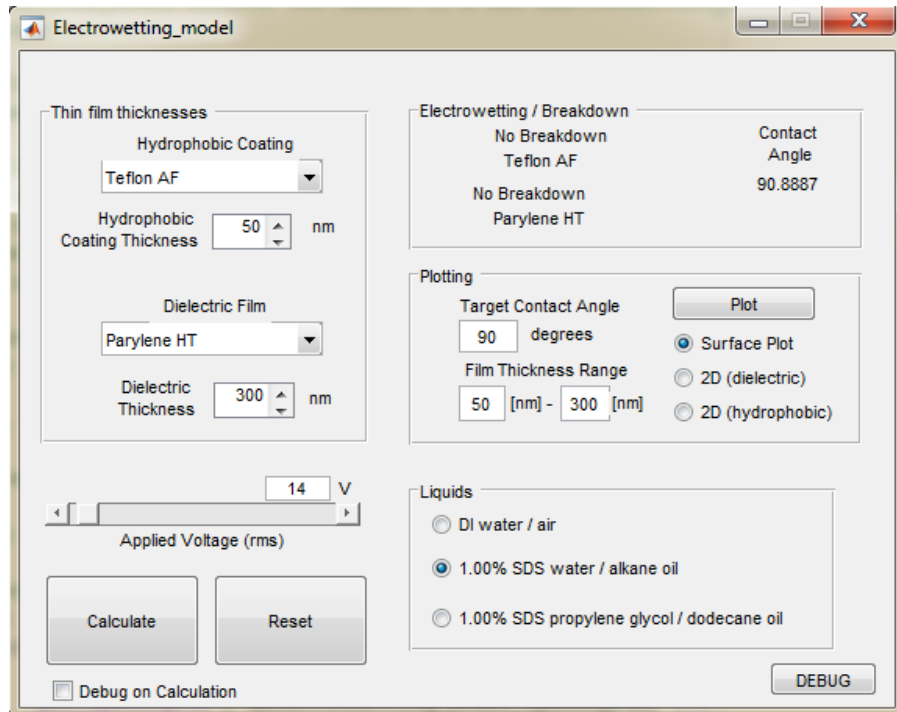 Electrowetting_model
Thin film thicknesses
Hydrophobic Coating
Teflon AF
Hydrophobic
Coating Thickness
50
nm
Dielectric Film
Parylene HT
Dielectric
Thickness
300
nm
14
V
Applied Voltage (rms)
Calculate
Reset
Debug on Calculation
Electrowetting / Breakdown
No Breakdown
Teflon AF
No Breakdown
Parylene HT
Contact
Angle
90.8887
Plotting
Target Contact Angle
90
degrees
Film Thickness Range
50 [nm] - 300 [nm]
Plot
Surface Plot
2D (dielectric)
2D (hydrophobic)
Liquids
DI water / air
1.00% SDS water / alkane oil
1.00% SDS propylene glycol / dodecane oil
DEBUG